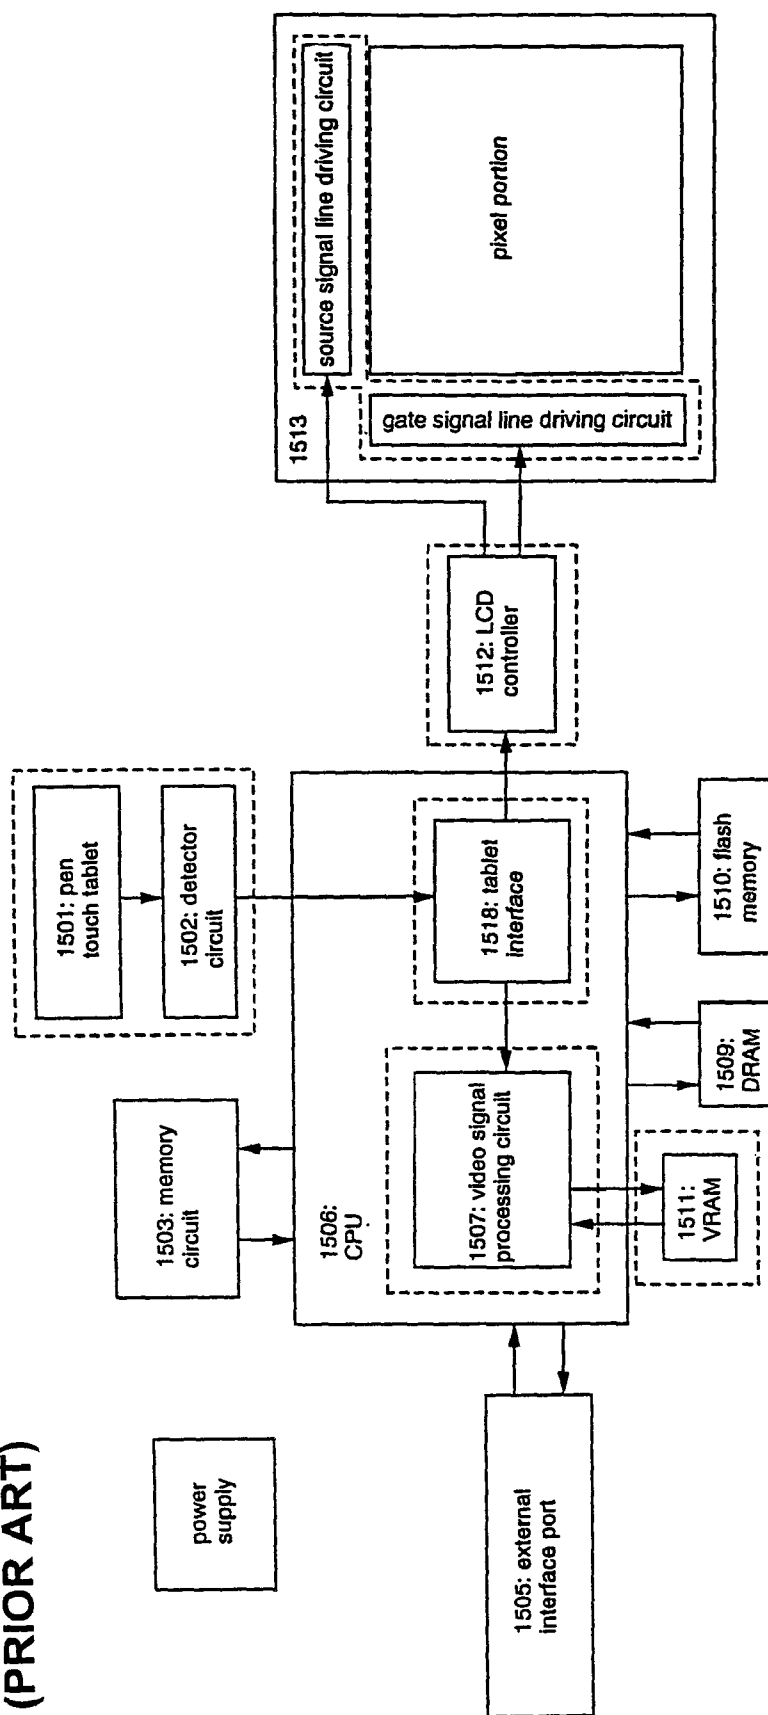 (PRIOR ART)
power
supply
1505: external
interface port
1503: memory
circuit
1506:
CPU
1507: video signal
processing circuit
1511:
VRAM
1501: pen
touch tablet
1502: detector
circuit
1518: tablet
interface
1509:
DRAM
1510: flash
memory
1512: LCD
controller
1513
source signal line driving circuit
gate signal line driving circuit
pixel portion